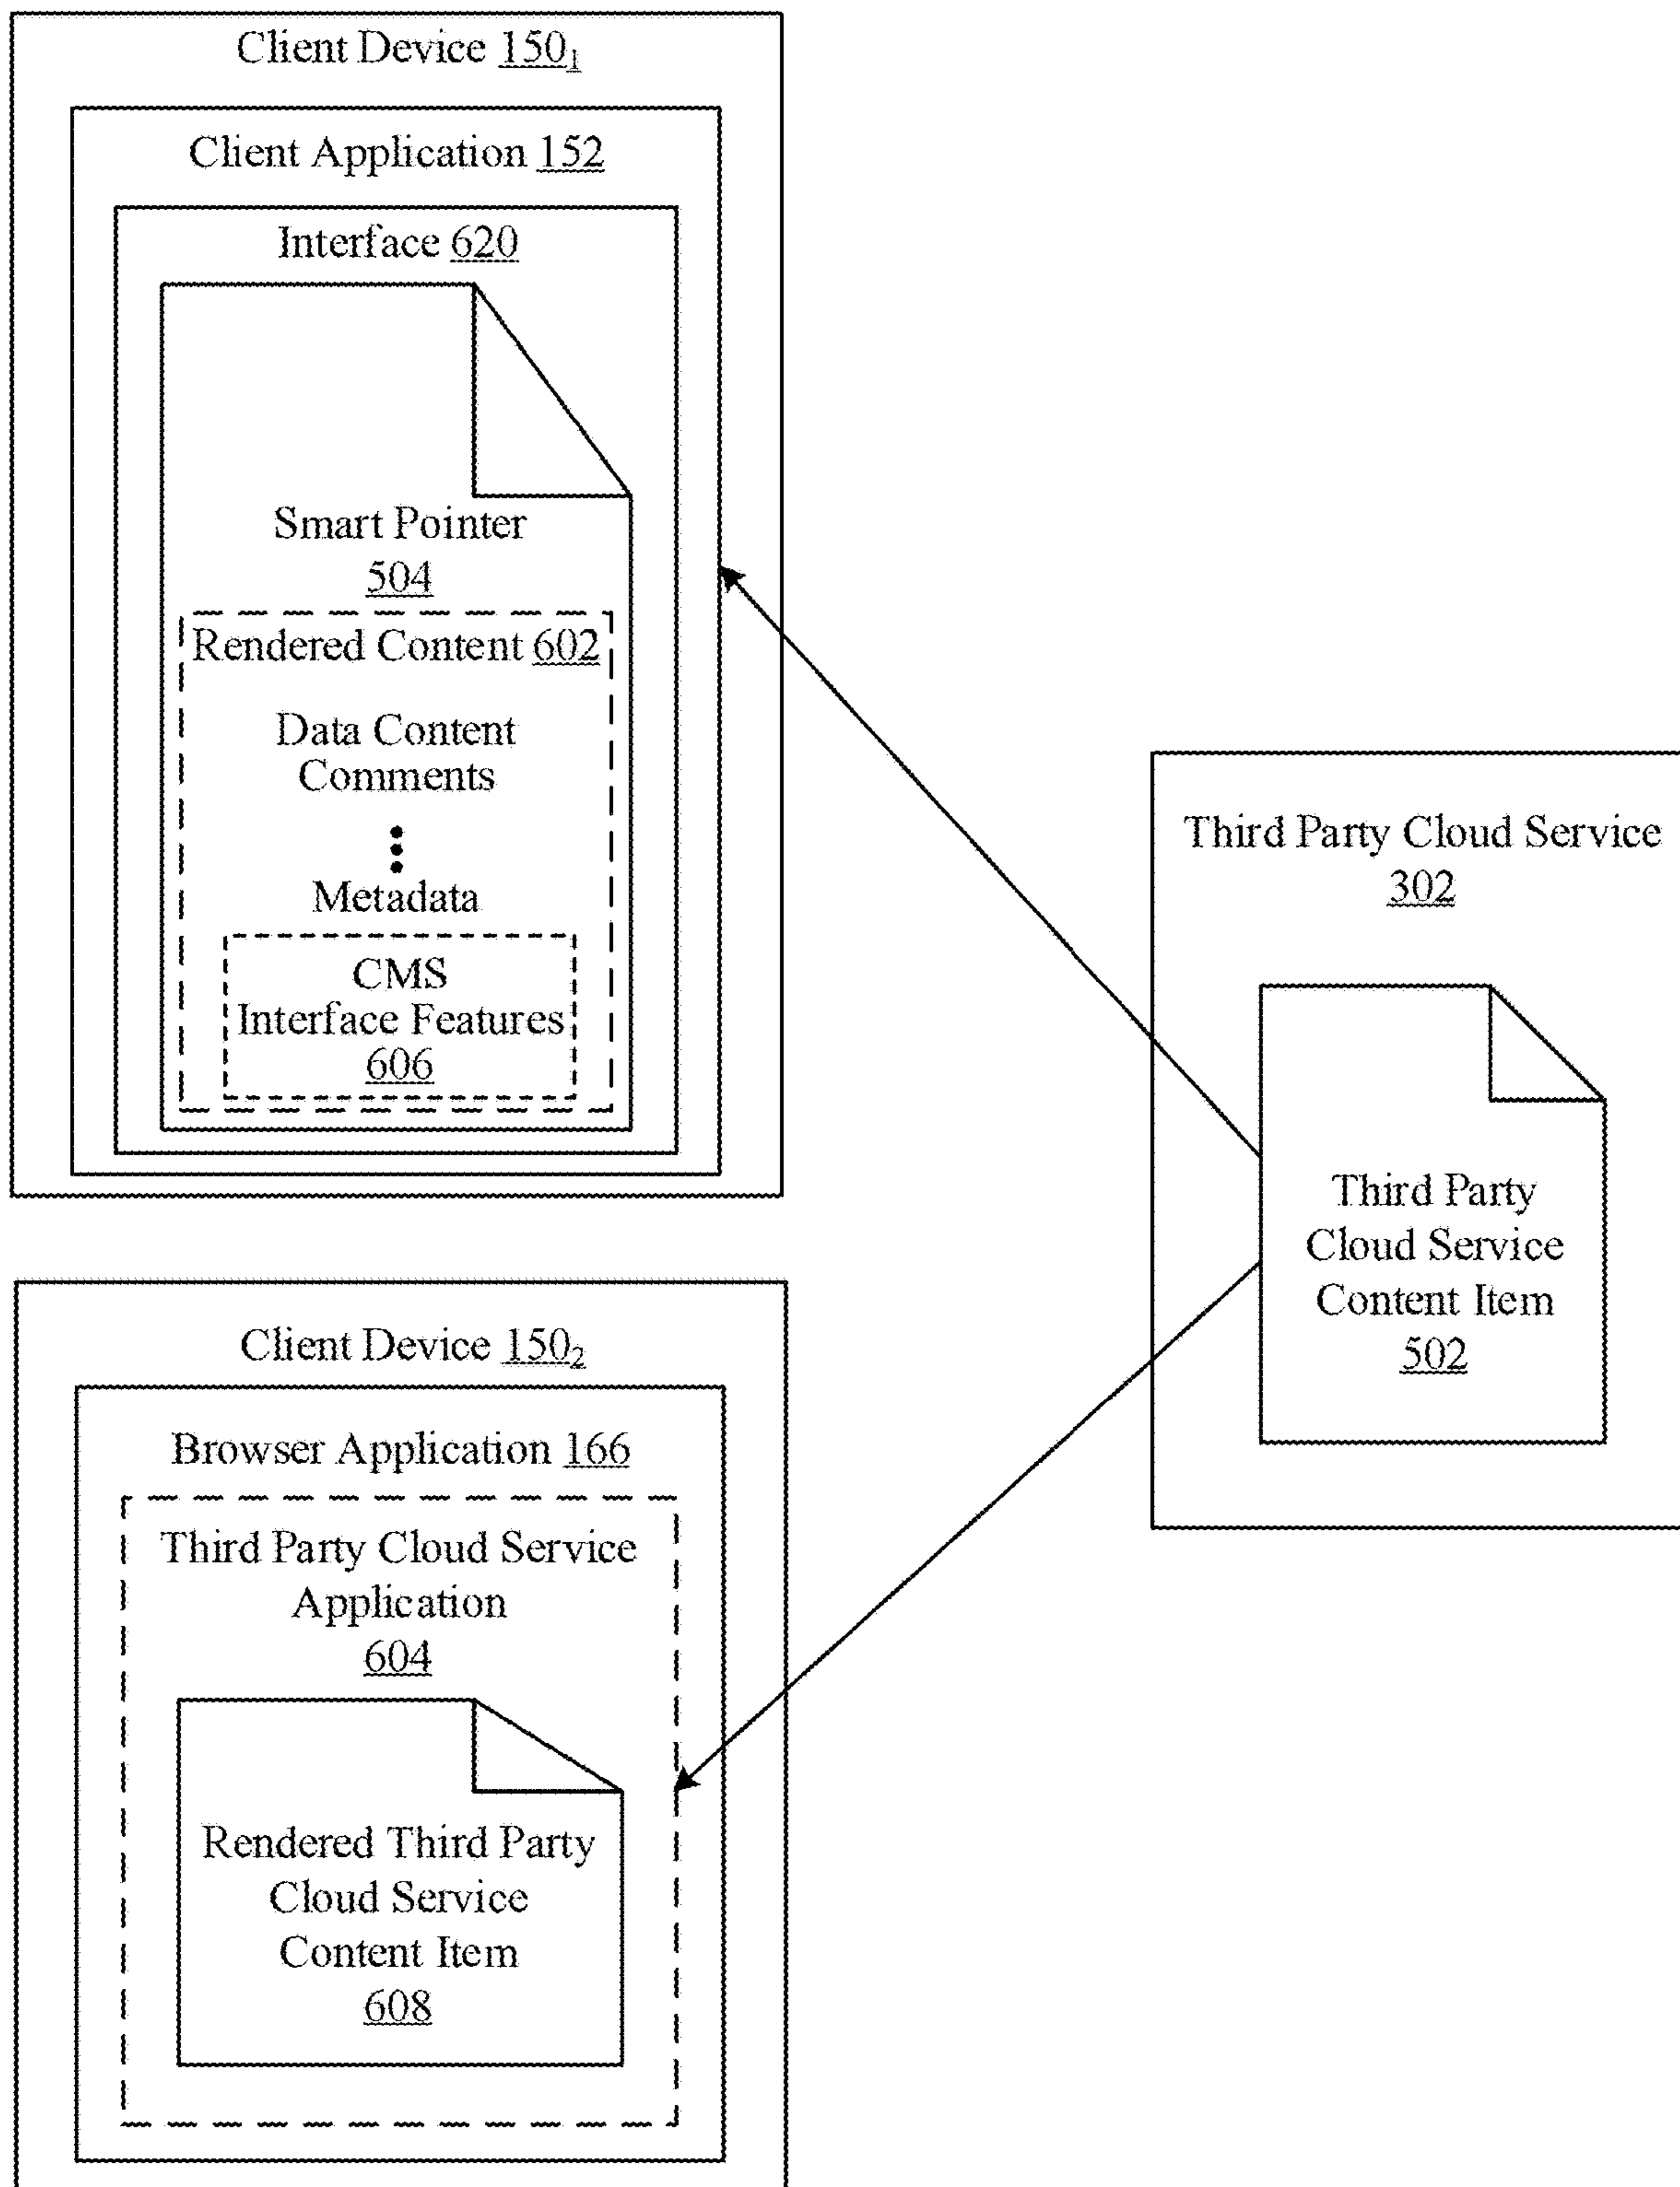 Client Device 150₁
Client Application 152
Interface 620
Smart Pointer
504
Rendered Content 602
Data Content
Comments
Metadata
CMS
Interface Features
606
Third Party Cloud Service
302
Third Party
Cloud Service
Content Item
502
Client Device 150₂
Browser Application 166
Third Party Cloud Service
Application
604
Rendered Third Party
Cloud Service
Content Item
608